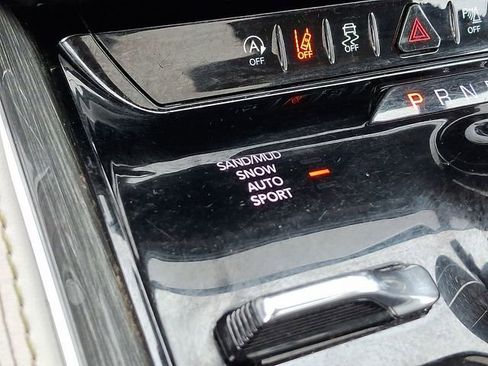 A OFF
OFF
OFF
P OFF
P R N
SAND/MUD
SNOW
AUTO
SPORT